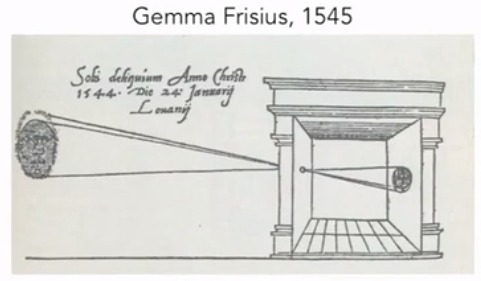 Gemma Frisius, 1545
Solis deliquium Anno Christi
1544. Die 24: Januarij
Louanij